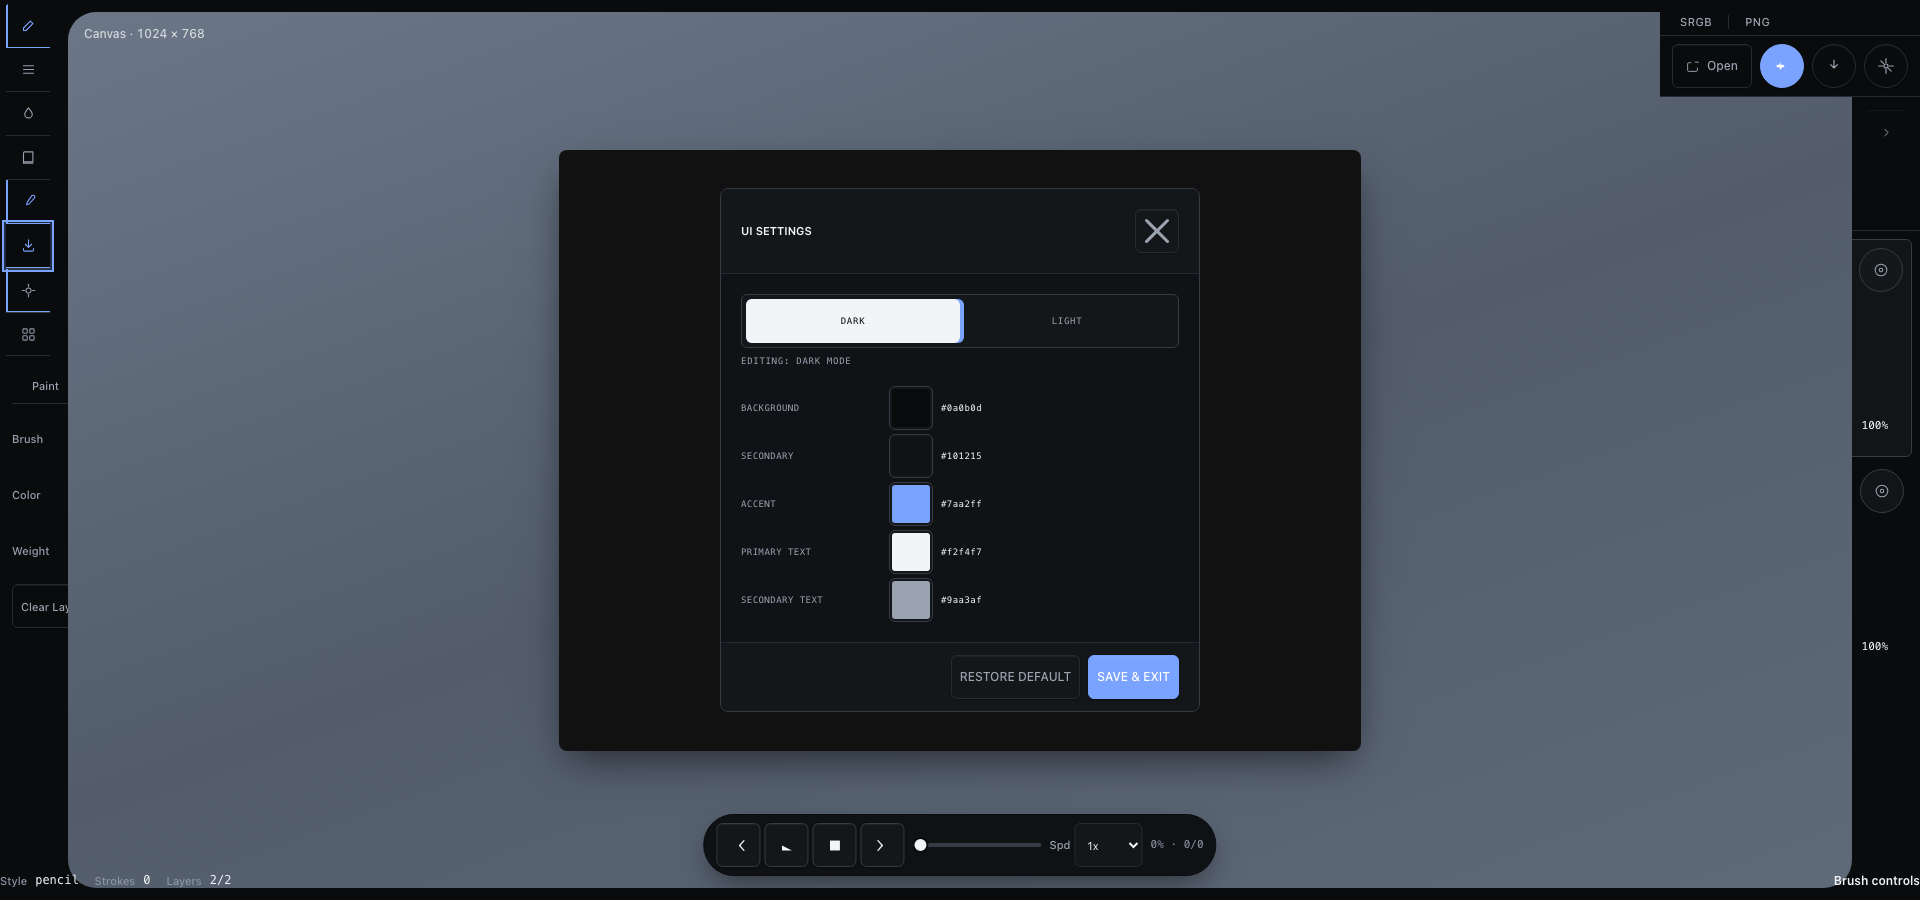 SRGB PNG
Canvas · 1024 × 768
Open
UI SETTINGS
DARK LIGHT
EDITING: DARK MODE
BACKGROUND #0a0b0d
SECONDARY #101215
ACCENT #7aa2ff
PRIMARY TEXT #f2f4f7
SECONDARY TEXT #9aa3af
RESTORE DEFAULT SAVE & EXIT
Paint
Brush
Color
Weight
Clear Lay
100%
100%
Spd 1x 0% · 0/0
Style pencil Strokes 0 Layers 2/2
Brush controls